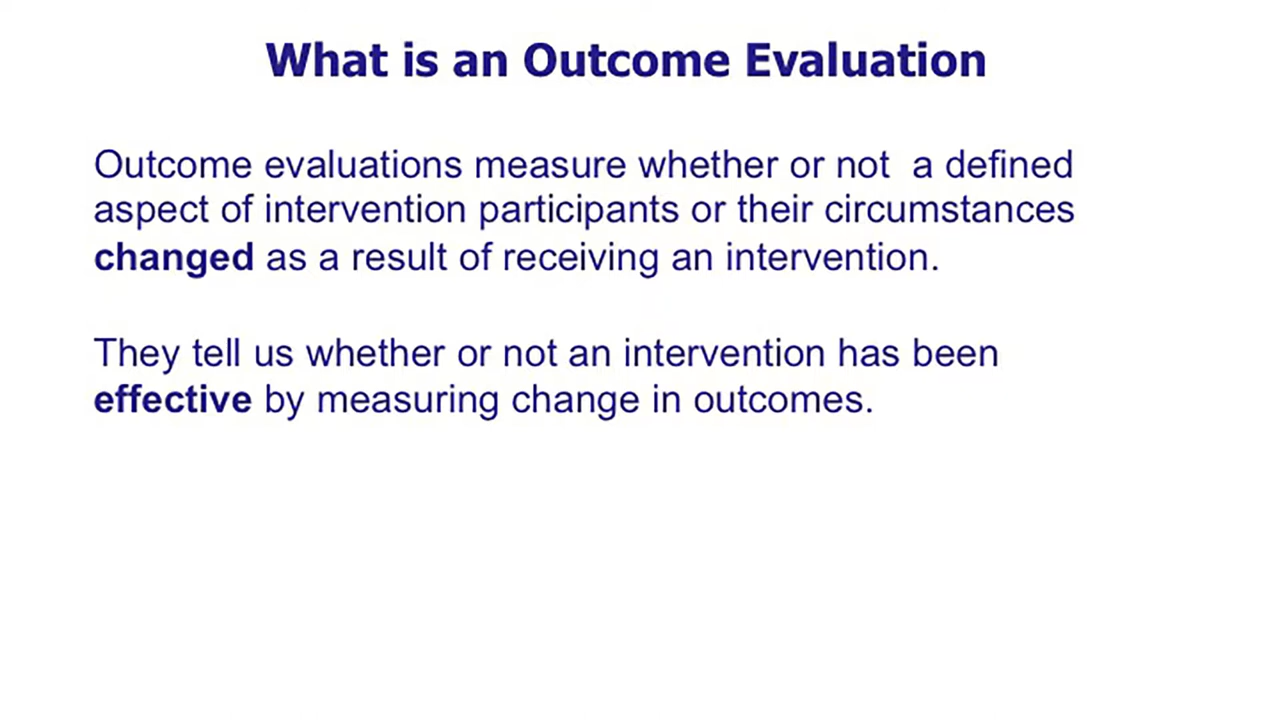 What is an Outcome Evaluation
Outcome evaluations measure whether or not  a defined
aspect of intervention participants or their circumstances
changed as a result of receiving an intervention.
They tell us whether or not an intervention has been
effective by measuring change in outcomes.